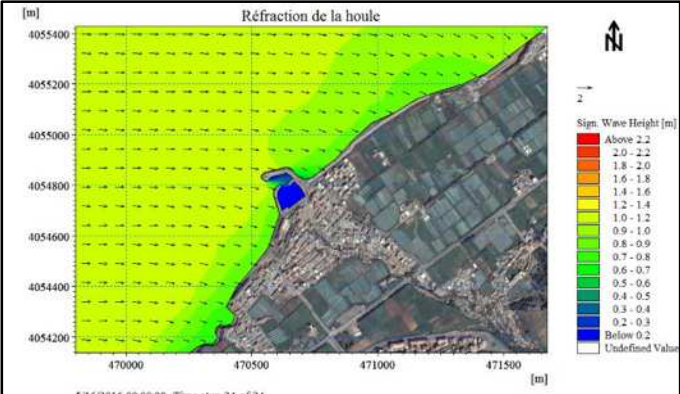 [m]
Réfraction de la houle
4055400
4055200
4055000
4054800
4054600
4054400
4054200
470000
470500
471000
471500
[m]
N
2
Sign. Wave Height [m]
Above 2.2
2.0 - 2.2
1.8 - 2.0
1.6 - 1.8
1.4 - 1.6
1.2 - 1.4
1.0 - 1.2
0.9 - 1.0
0.8 - 0.9
0.7 - 0.8
0.6 - 0.7
0.5 - 0.6
0.4 - 0.5
0.3 - 0.4
0.2 - 0.3
Below 0.2
Undefined Value